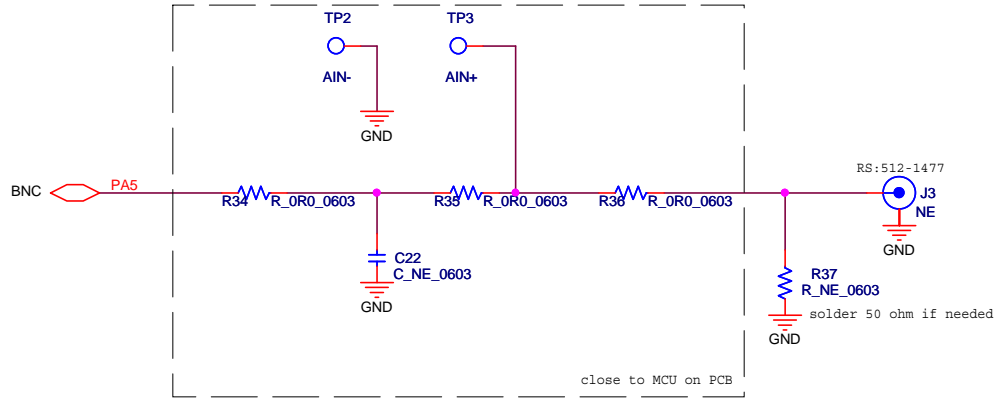 TP2
TP3
AIN-
AIN+
GND
BNC
PA5
R34
R_0R0_0603
R35
R_0R0_0603
R36
R_0R0_0603
RS:512-1477
J3
NE
GND
C22
C_NE_0603
GND
R37
R_NE_0603
solder 50 ohm if needed
GND
close to MCU on PCB